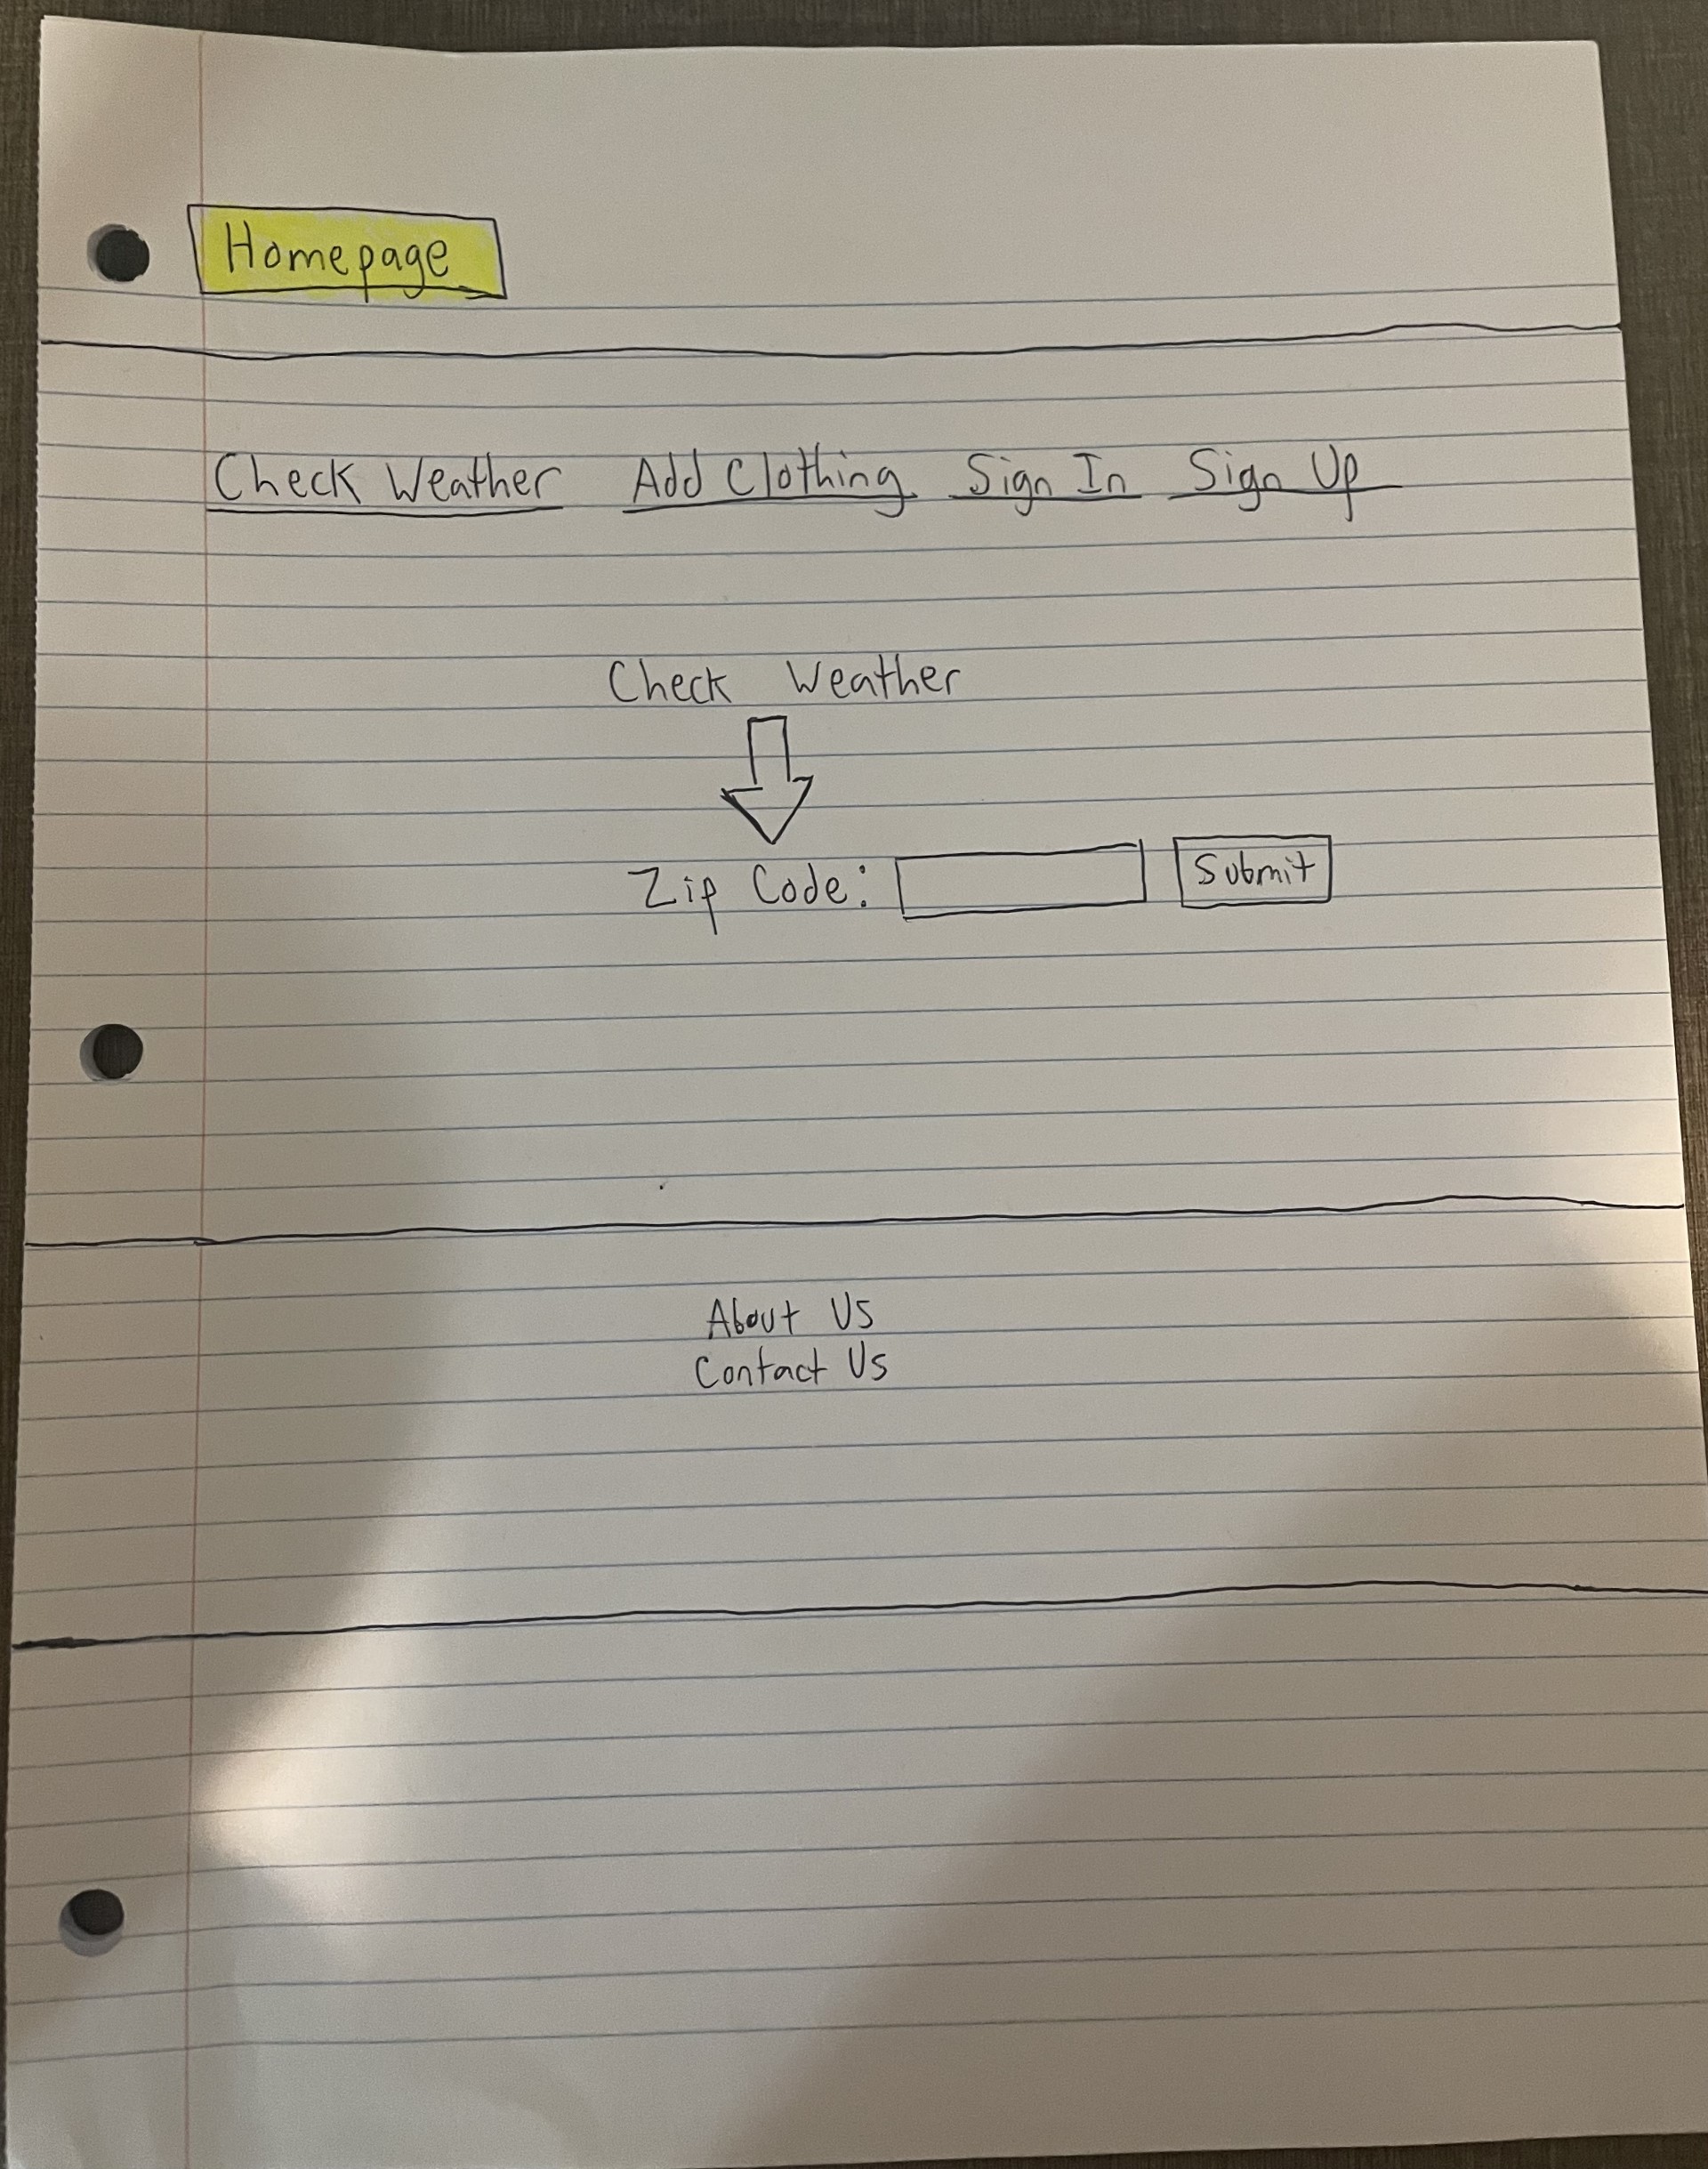 Homepage
Check Weather Add Clothing Sign In Sign Up
Check Weather
Zip Code: Submit
About Us
Contact Us